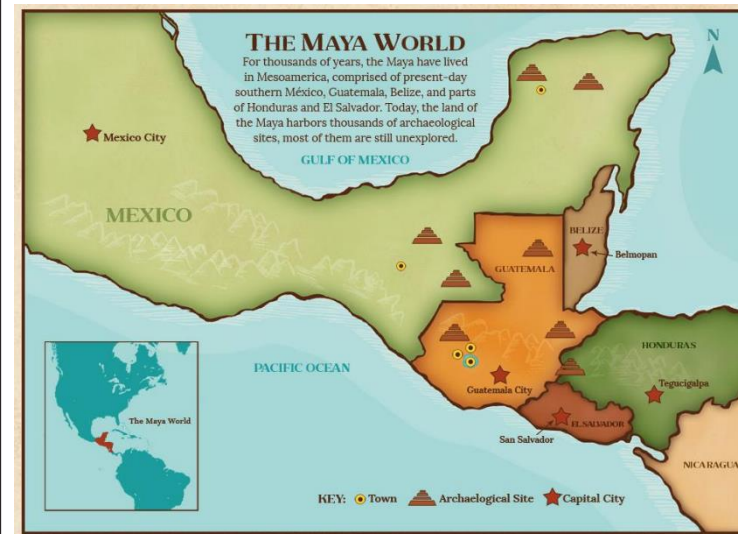 THE MAYA WORLD
For thousands of years, the Maya have lived
in Mesoamerica, comprised of present-day
southern México, Guatemala, Belize, and parts
of Honduras and El Salvador. Today, the land of
the Maya harbors thousands of archaeological
sites, most of them are still unexplored.
N
Mexico City
GULF OF MEXICO
MEXICO
BELIZE
Belmopan
GUATEMALA
HONDURAS
PACIFIC OCEAN
Tegucigalpa
Guatemala City
The Maya World
EL SALVADOR
San Salvador
NICARAGUA
KEY: Town Archaelogical Site Capital City